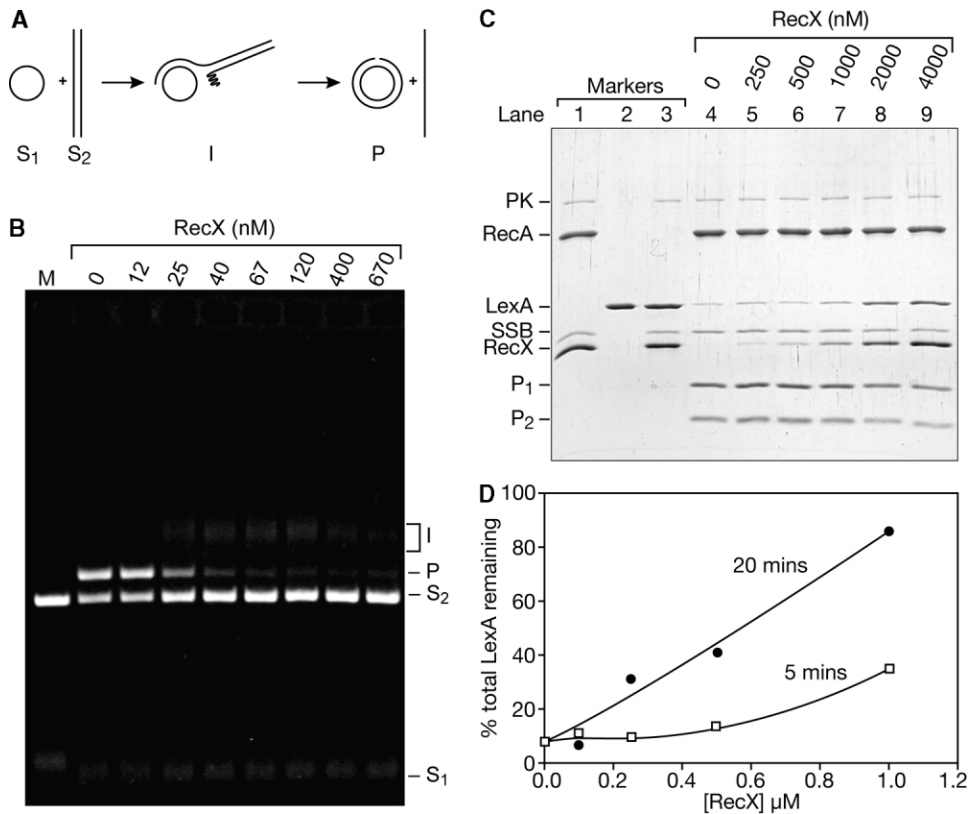 A
S1 + S2 I P +
B
RecX (nM)
M 0 12 25 40 67 120 400 670
I
P
S2
S1
C
RecX (nM)
0 250 500 1000 2000 4000
Markers
Lane 1 2 3 4 5 6 7 8 9
PK
RecA
LexA
SSB
RecX
P1
P2
D
% total LexA remaining
100
80
60
40
20
0
20 mins
5 mins
0.0 0.2 0.4 0.6 0.8 1.0 1.2
[RecX] µM